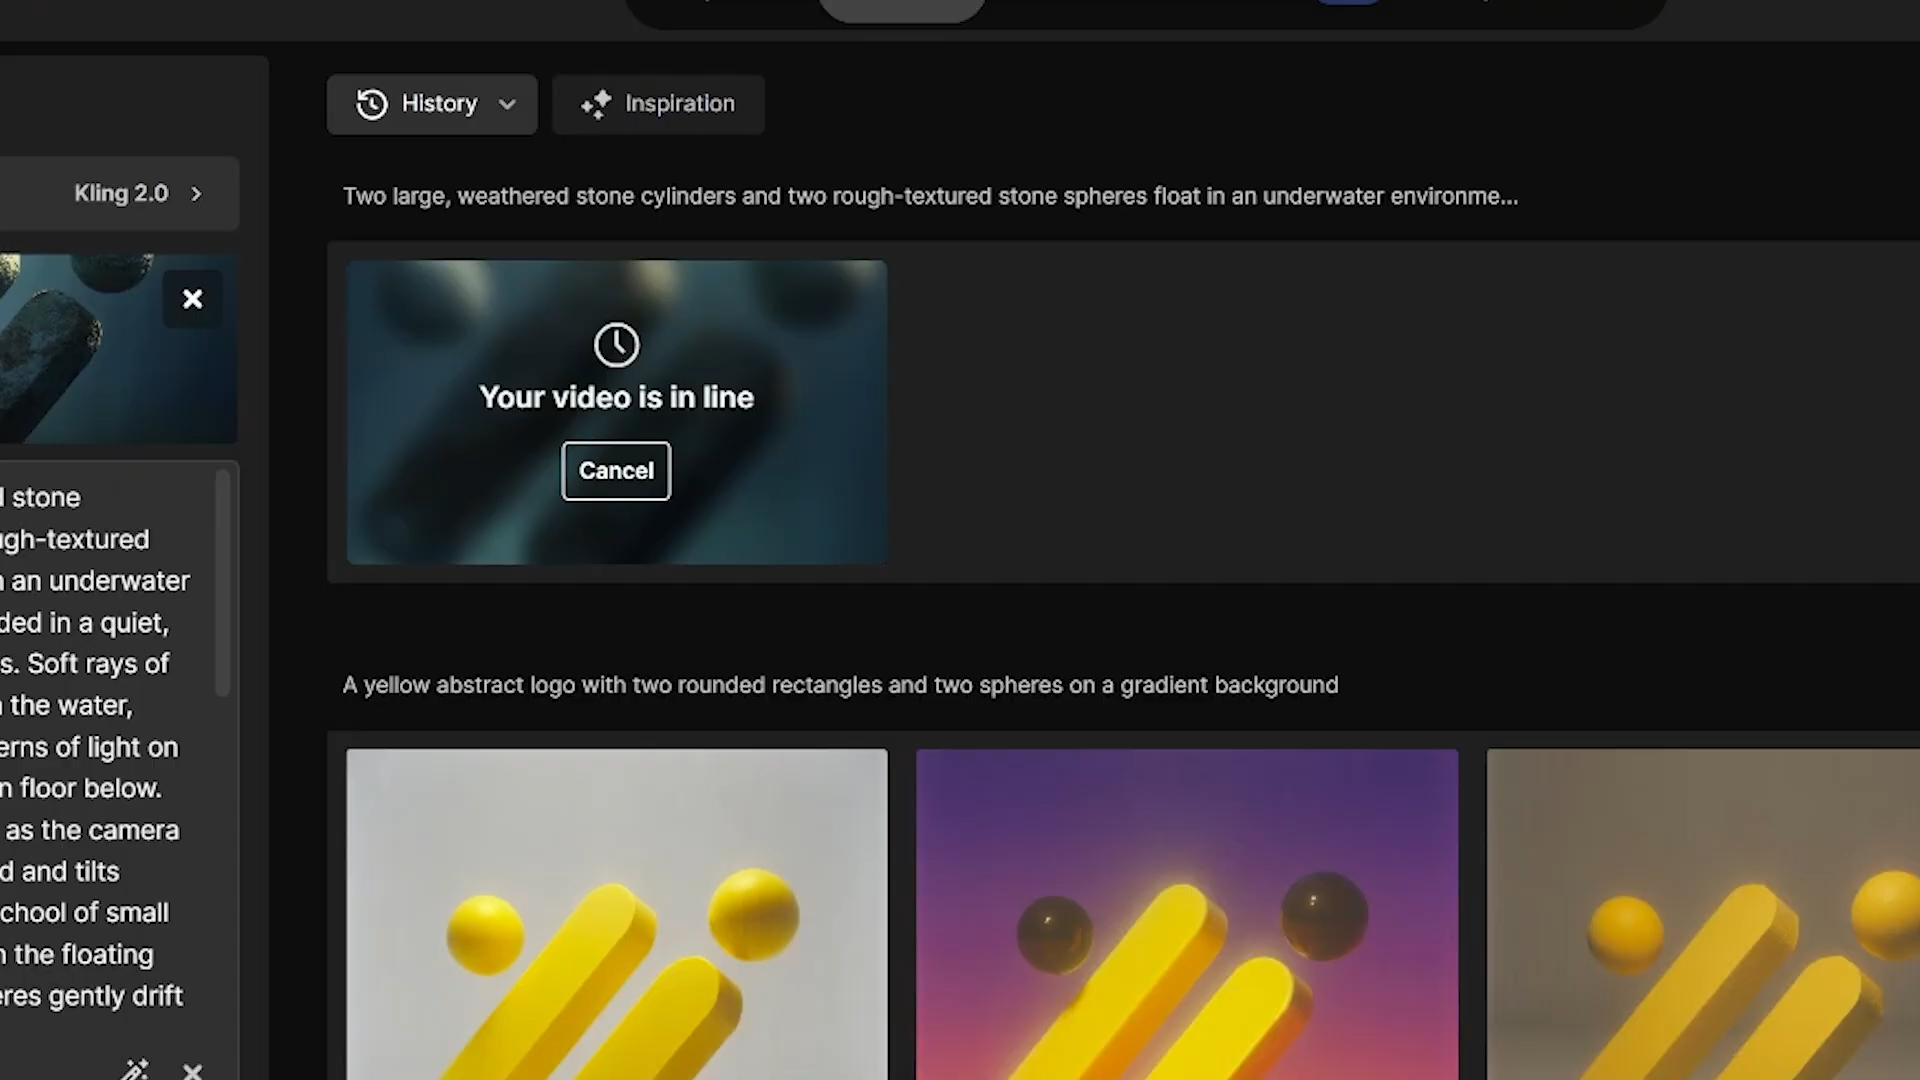 History
Inspiration
Kling 2.0
Two large, weathered stone cylinders and two rough-textured stone spheres float in an underwater environme...
Your video is in line
Cancel
stone
gh-textured
an underwater
ded in a quiet,
s. Soft rays of
the water,
erns of light on
n floor below.
as the camera
d and tilts
chool of small
the floating
eres gently drift
A yellow abstract logo with two rounded rectangles and two spheres on a gradient background